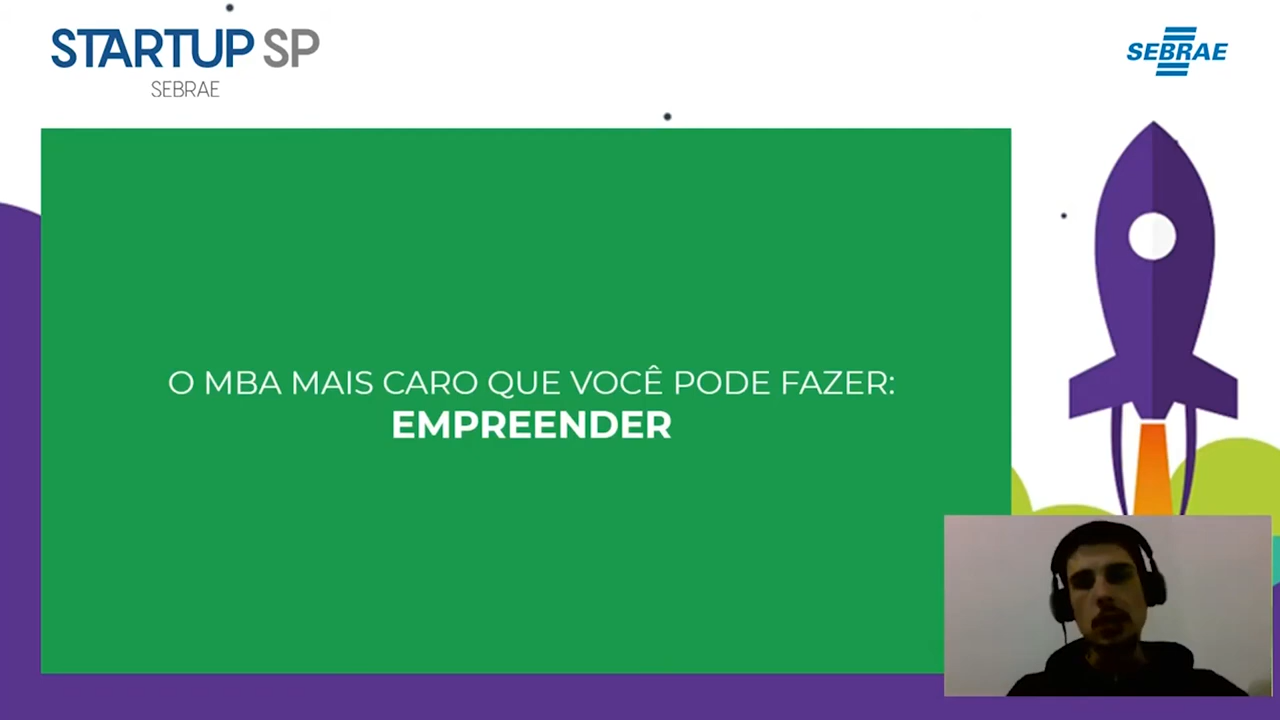 STARTUP SP
SEBRAE
SEBRAE
O MBA MAIS CARO QUE VOCÊ PODE FAZER:
EMPREENDER